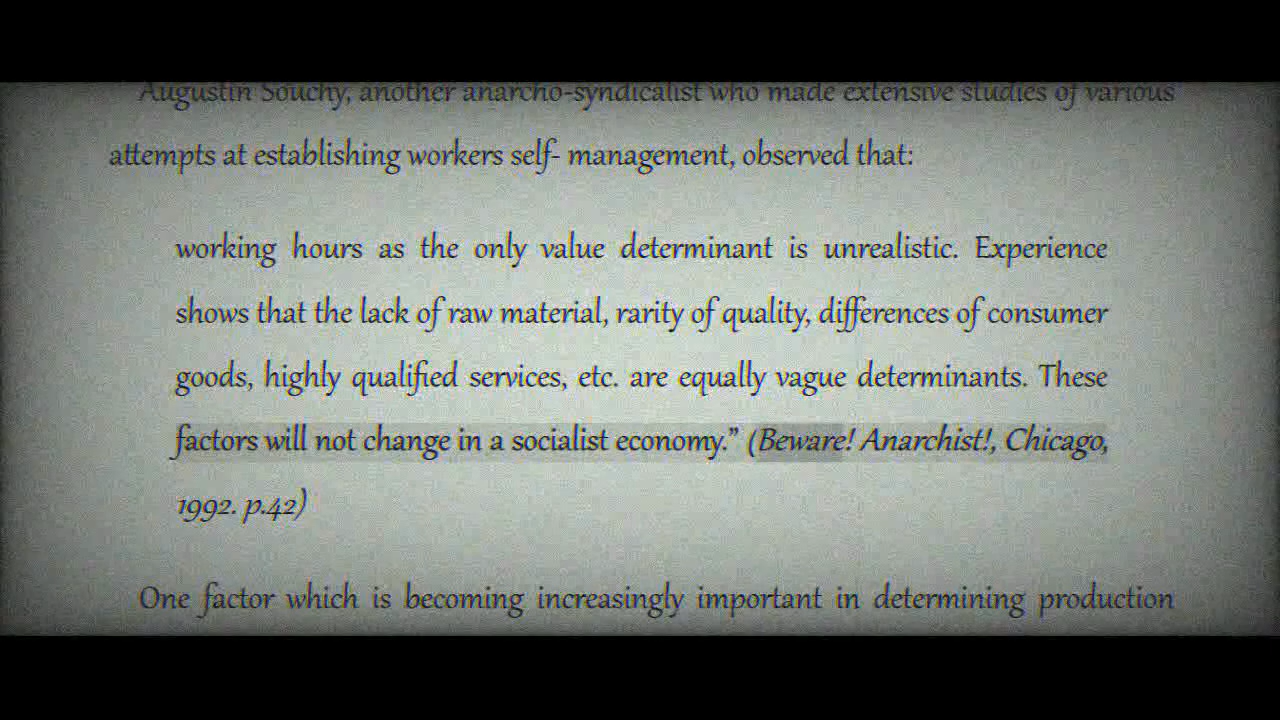 Augustin Souchy, another anarcho-syndicalist who made extensive studies of various
attempts at establishing workers self- management, observed that:
working hours as the only value determinant is unrealistic. Experience
shows that the lack of raw material, rarity of quality, differences of consumer
goods, highly qualified services, etc. are equally vague determinants. These
factors will not change in a socialist economy.” (Beware! Anarchist!, Chicago,
1992. p.42)
One factor which is becoming increasingly important in determining production